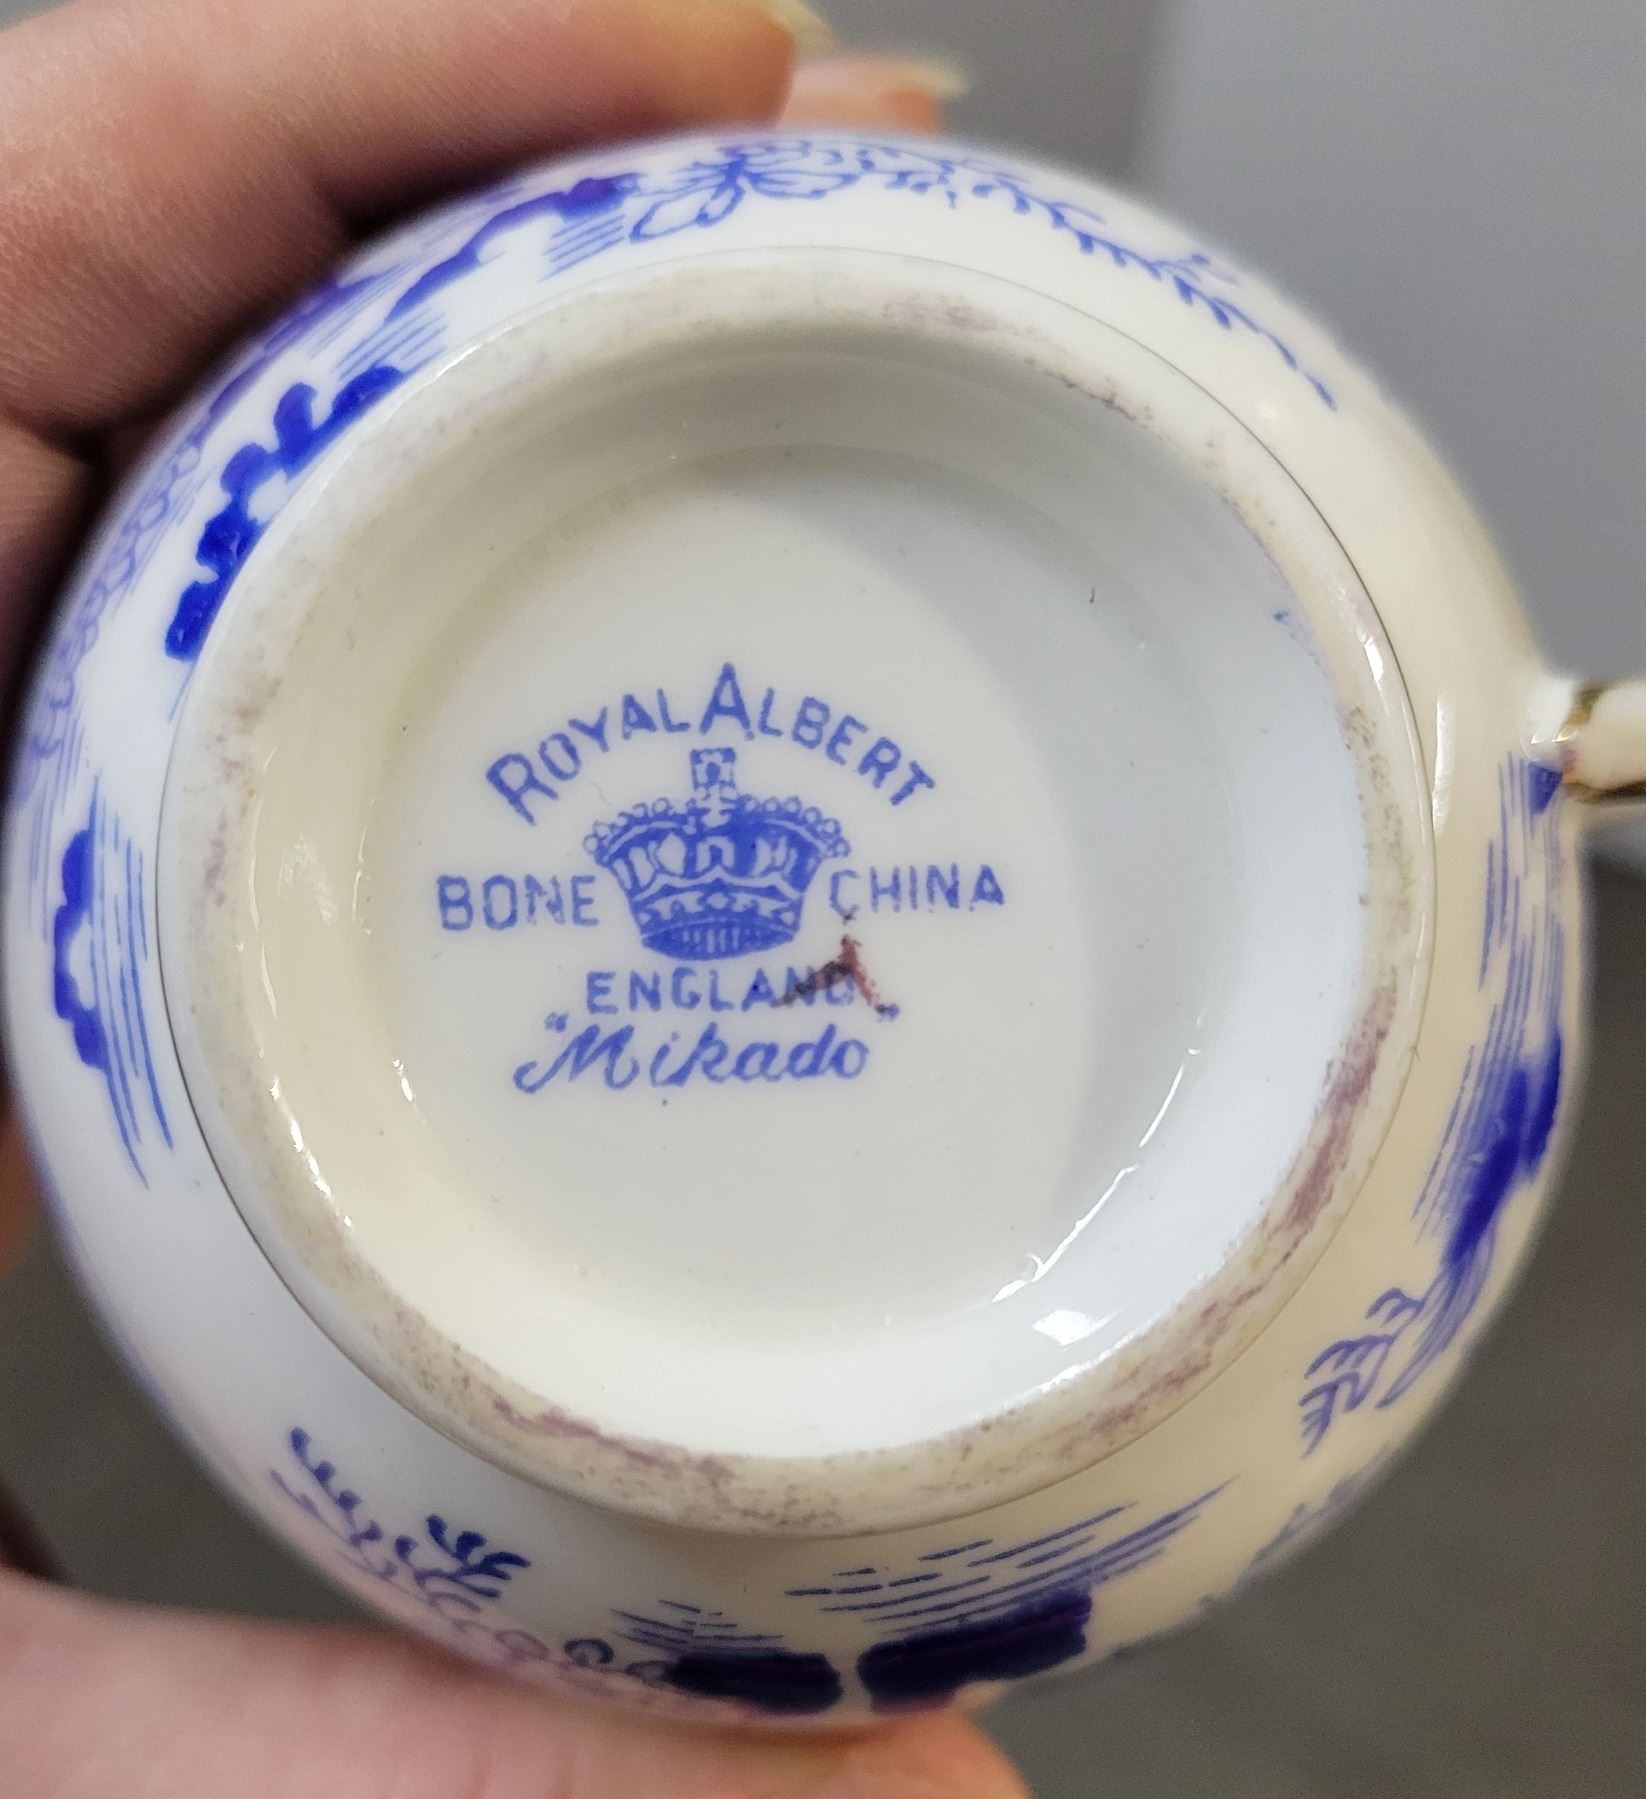 ROYAL ALBERT
BONE CHINA
ENGLAND
"Mikado"